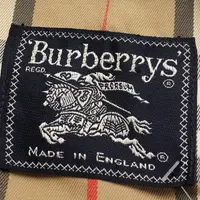 Burberrys'
REGD.
PRORSUM
®
MADE IN ENGLAND
®